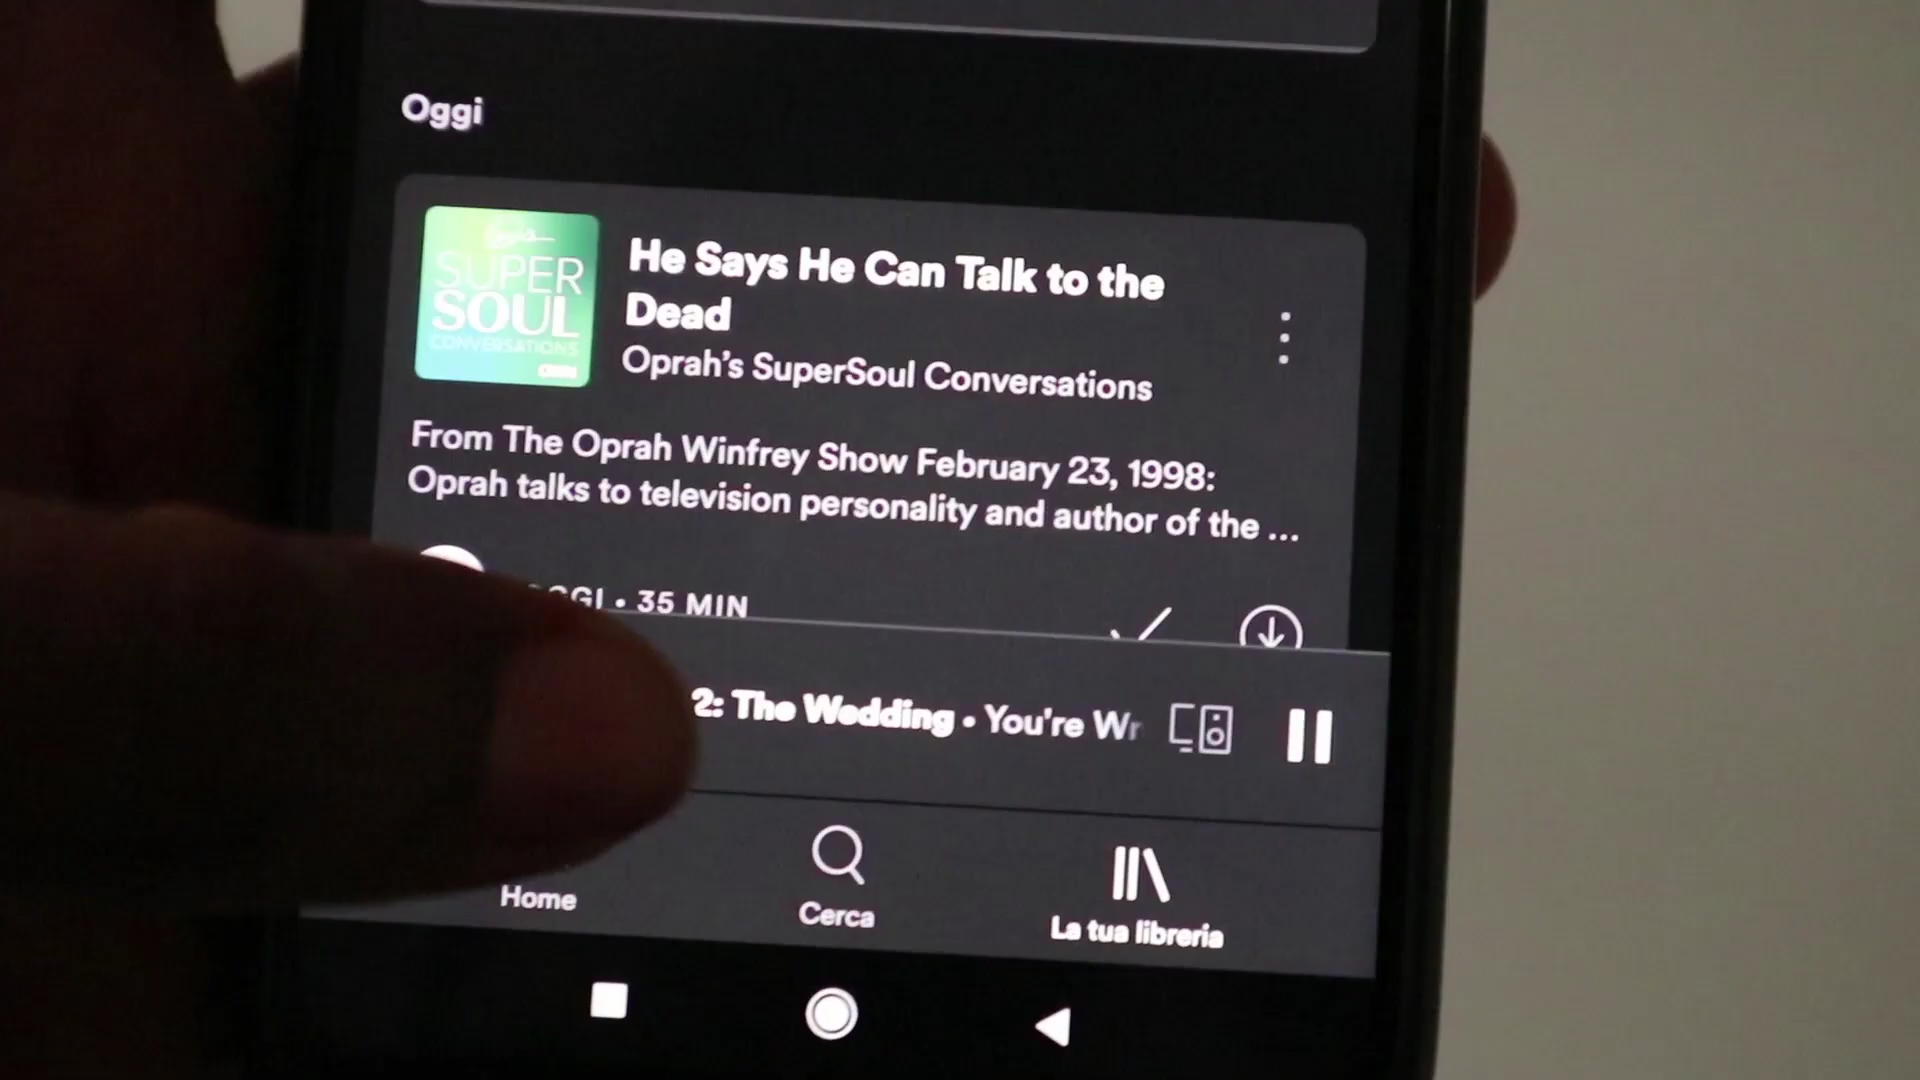 Oggi
SUPER
SOUL
CONVERSATIONS
He Says He Can Talk to the
Dead
Oprah's SuperSoul Conversations
From The Oprah Winfrey Show February 23, 1998:
Oprah talks to television personality and author of the ...
• 35 MIN
2: The Wedding • You're Wr
Home
Cerca
La tua libreria